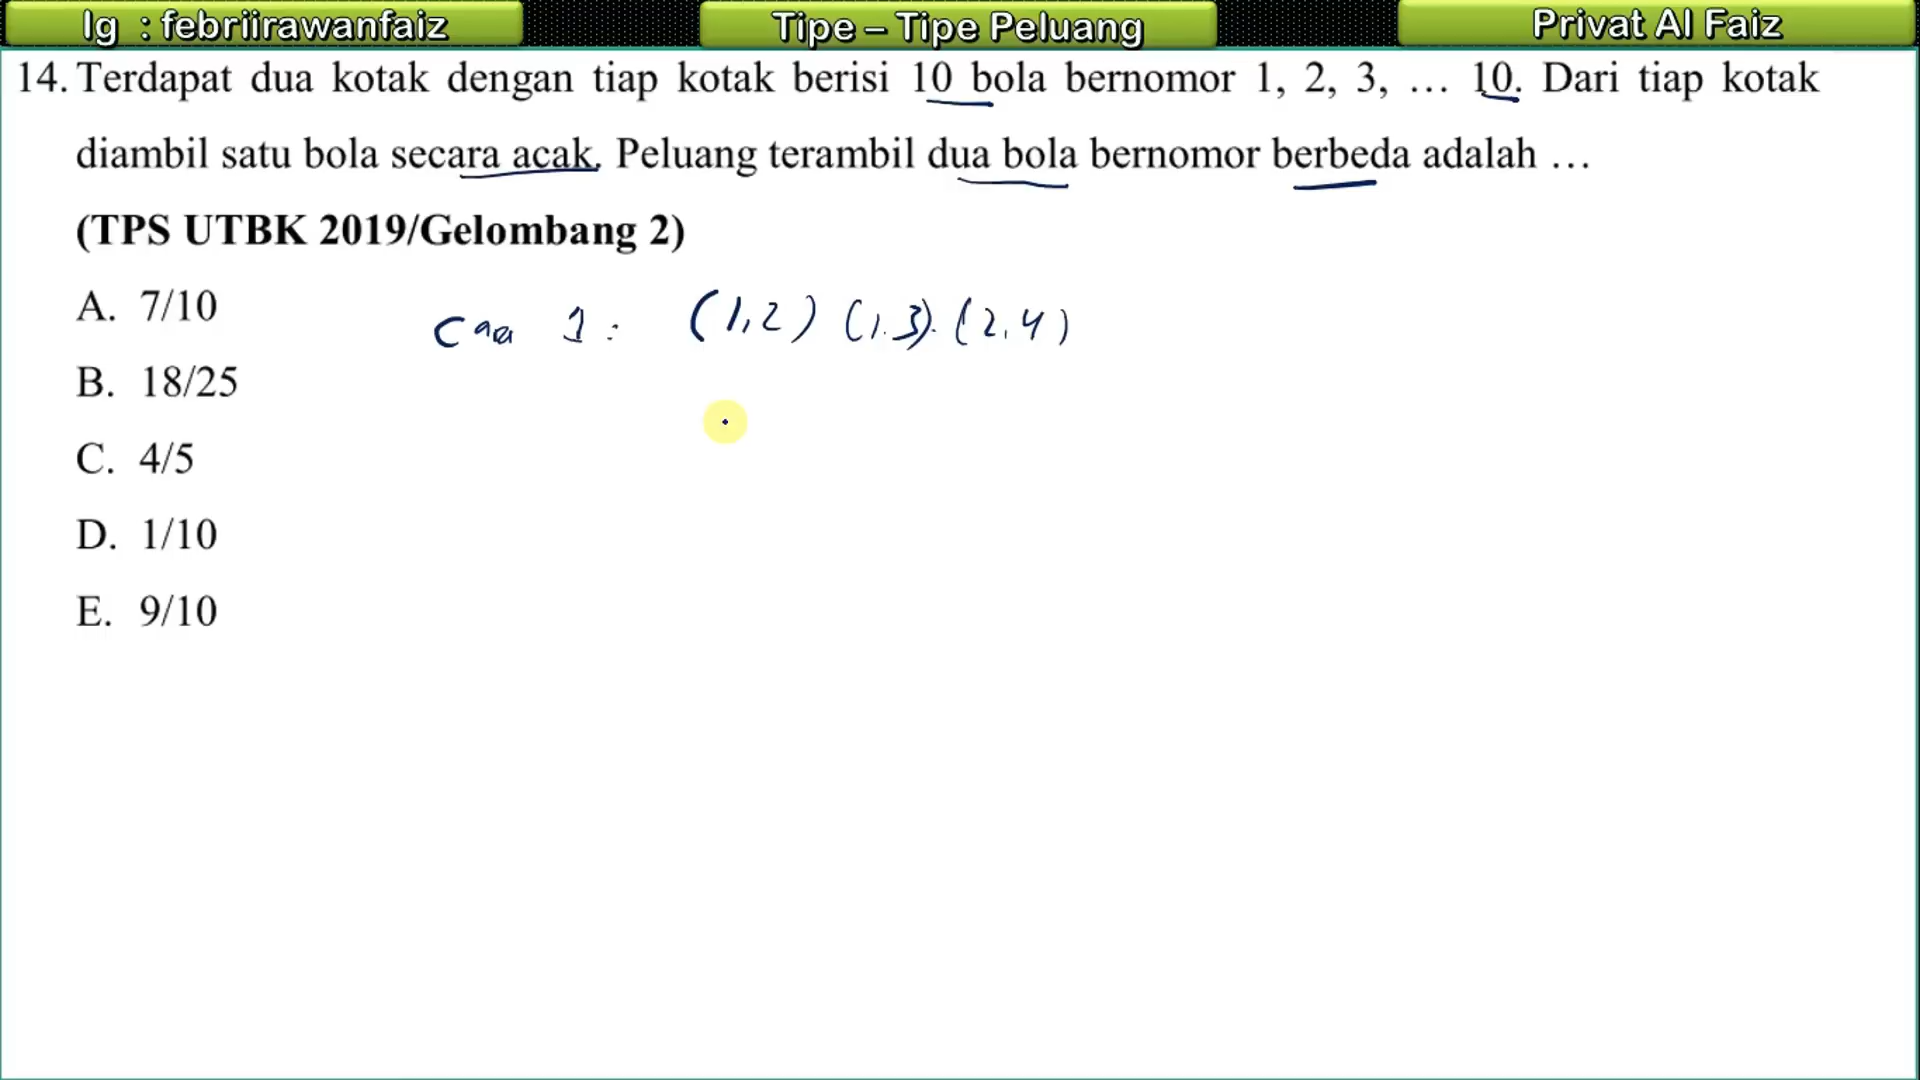 Ig : febriirawanfaiz
Tipe – Tipe Peluang
Privat Al Faiz
14. Terdapat dua kotak dengan tiap kotak berisi 10 bola bernomor 1, 2, 3, … 10. Dari tiap kotak
diambil satu bola secara acak. Peluang terambil dua bola bernomor berbeda adalah …
(TPS UTBK 2019/Gelombang 2)
A. 7/10
B. 18/25
C. 4/5
D. 1/10
E. 9/10
Cara 1 : (1,2) (1.3). (2.4)